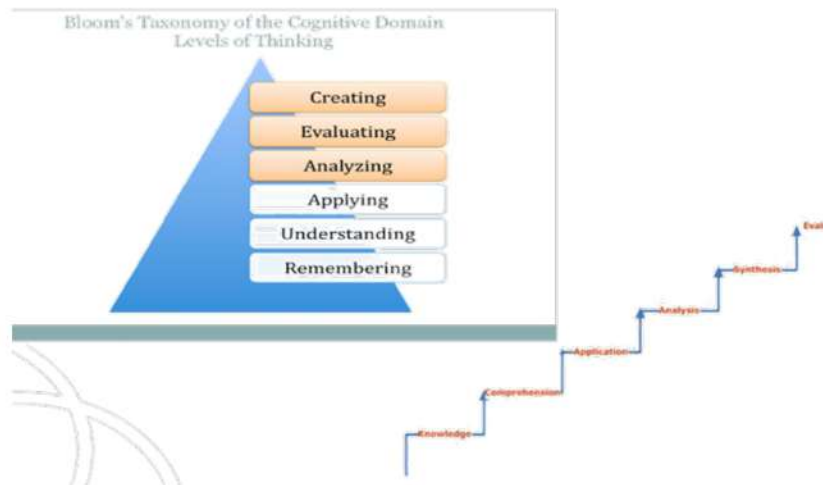 Bloom's Taxonomy of the Cognitive Domain
Levels of Thinking
Creating
Evaluating
Analyzing
Applying
Understanding
Remembering
Eval
Synthesis
Analysis
Application
Comprehension
Knowledge